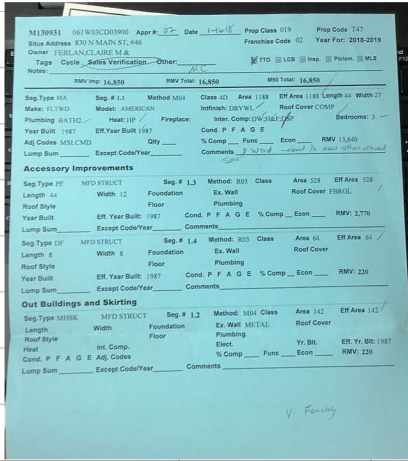 M130931 061W03CD03900 Appr #: 02 Date 1-16-18 Prop Class 019 Prop Code T47
Situs Address 830 N MAIN ST, #46 Franchise Code 02 Year For: 2018-2019
Owner FERLAN,CLAIRE M &
Tags Cycle Sales Verification Other: TTO LCB Insp. Pictom. MLS
Notes: N.C.
RMV Imp: 16,850 RMV Total: 16,850 M50 Total: 16,850
Seg.Type MA Seg. # 1.1 Method M04 Class 4D Area 1188 Eff Area 1188 Length 44 Width 27
Make: FLTWD Model: AMERICAN Intfinish: DRYWL Roof Cover COMP
Plumbing BATH2 Heat: HP Fireplace: Inter. Comp: DW,H&F,DSP Bedrooms: 3
Year Built 1987 Eff.Year Built 1987 Cond. P F A G E
Adj Codes MSLCMD Qlty % Comp Func Econ RMV 13,640
Lump Sum Except Code/Year Comments
Accessory Improvements
Seg.Type PF MFD STRUCT Seg. # 1.3 Method: R05 Class Area 528 Eff Area 528
Length 44 Width 12 Foundation Ex. Wall Roof Cover FBRGL
Roof Style Floor Plumbing
Year Built Eff. Year Built: 1987 Cond. P F A G E % Comp Econ RMV: 2,770
Lump Sum Except Code/Year Comments
Seg.Type DF MFD STRUCT Seg. # 1.4 Method: R05 Class Area 64 Eff Area 64
Length 8 Width 8 Foundation Ex. Wall Roof Cover
Roof Style Floor Plumbing
Year Built Eff. Year Built: 1987 Cond. P F A G E % Comp Econ RMV: 220
Lump Sum Except Code/Year Comments
Out Buildings and Skirting
Seg.Type MHSK MFD STRUCT Seg. # 1.2 Method: M04 Class Area 142 Eff Area 142
Length Width Foundation Ex. Wall METAL Roof Cover
Roof Style Floor Plumbing
Heat Int. Comp. Elect. Yr. Blt. Eff. Yr. Blt: 1987
Cond. P F A G E Adj. Codes % Comp Func Econ RMV: 220
Lump Sum Except Code/Year Comments